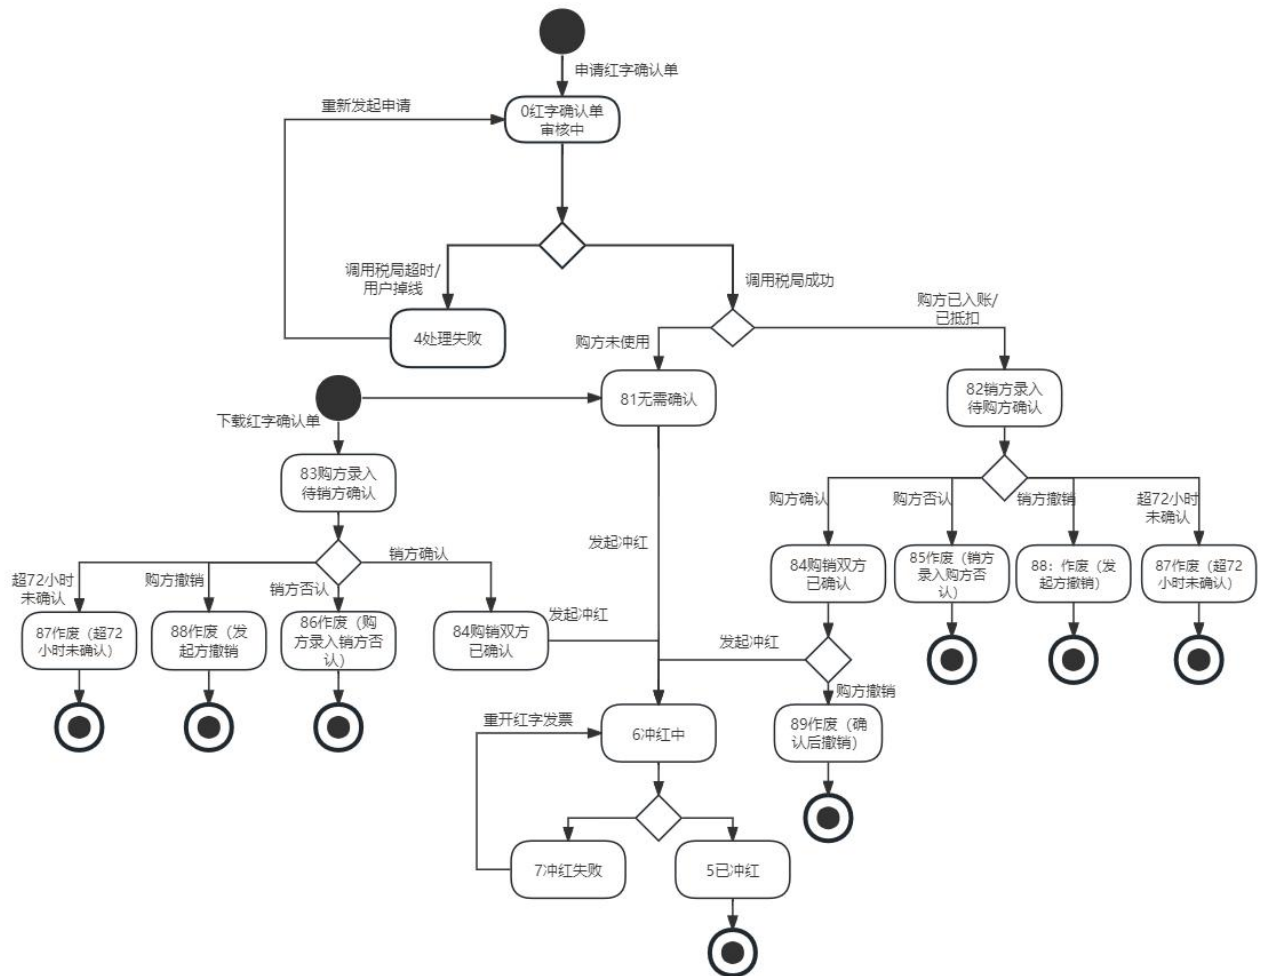 申请红字确认单
重新发起申请
0红字确认单
审核中
调用税局超时/
用户掉线
调用税局成功
购方已入账/
已抵扣
4处理失败
购方未使用
81无需确认
82销方录入
待购方确认
下载红字确认单
83购方录入
待销方确认
购方确认
购方否认
销方撤销
超72小时
未确认
发起冲红
销方确认
84购销双方
已确认
85作废（销方
录入购方否
认）
88：作废（发
起方撤销）
87作废（超72
小时未确认）
超72小时
未确认
购方撤销
销方否认
87作废（超72
小时未确认）
88作废（发
起方撤销
86作废（购
方录入销方否
认）
84购销双方
已确认
发起冲红
发起冲红
购方撤销
重开红字发票
6冲红中
89作废（确
认后撤销）
7冲红失败
5已冲红